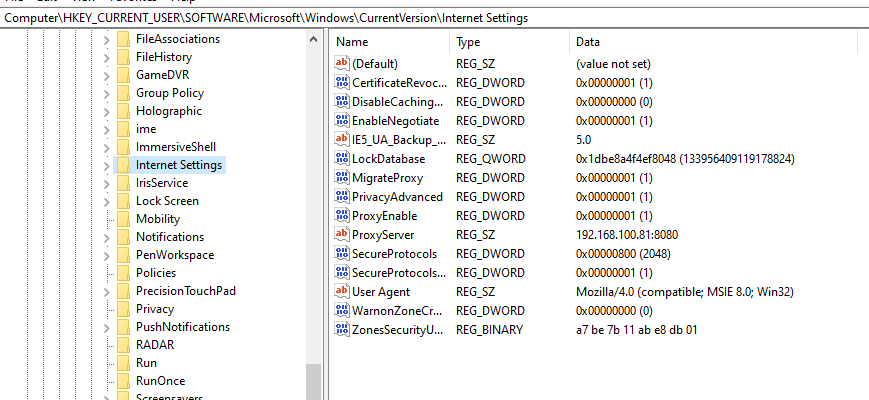 Computer\HKEY_CURRENT_USER\SOFTWARE\Microsoft\Windows\CurrentVersion\Internet Settings
FileAssociations
FileHistory
GameDVR
Group Policy
Holographic
ime
ImmersiveShell
Internet Settings
IrisService
Lock Screen
Mobility
Notifications
PenWorkspace
Policies
PrecisionTouchPad
Privacy
PushNotifications
RADAR
Run
RunOnce
Screensavers
Name Type Data
(Default) REG_SZ (value not set)
CertificateRevoc... REG_DWORD 0x00000001 (1)
DisableCaching... REG_DWORD 0x00000000 (0)
EnableNegotiate REG_DWORD 0x00000001 (1)
IE5_UA_Backup_... REG_SZ 5.0
LockDatabase REG_QWORD 0x1dbe8a4f4ef8048 (133956409119178824)
MigrateProxy REG_DWORD 0x00000001 (1)
PrivacyAdvanced REG_DWORD 0x00000001 (1)
ProxyEnable REG_DWORD 0x00000001 (1)
ProxyServer REG_SZ 192.168.100.81:8080
SecureProtocols REG_DWORD 0x00000800 (2048)
SecureProtocols... REG_DWORD 0x00000001 (1)
User Agent REG_SZ Mozilla/4.0 (compatible; MSIE 8.0; Win32)
WarnonZoneCr... REG_DWORD 0x00000000 (0)
ZonesSecurityU... REG_BINARY a7 be 7b 11 ab e8 db 01